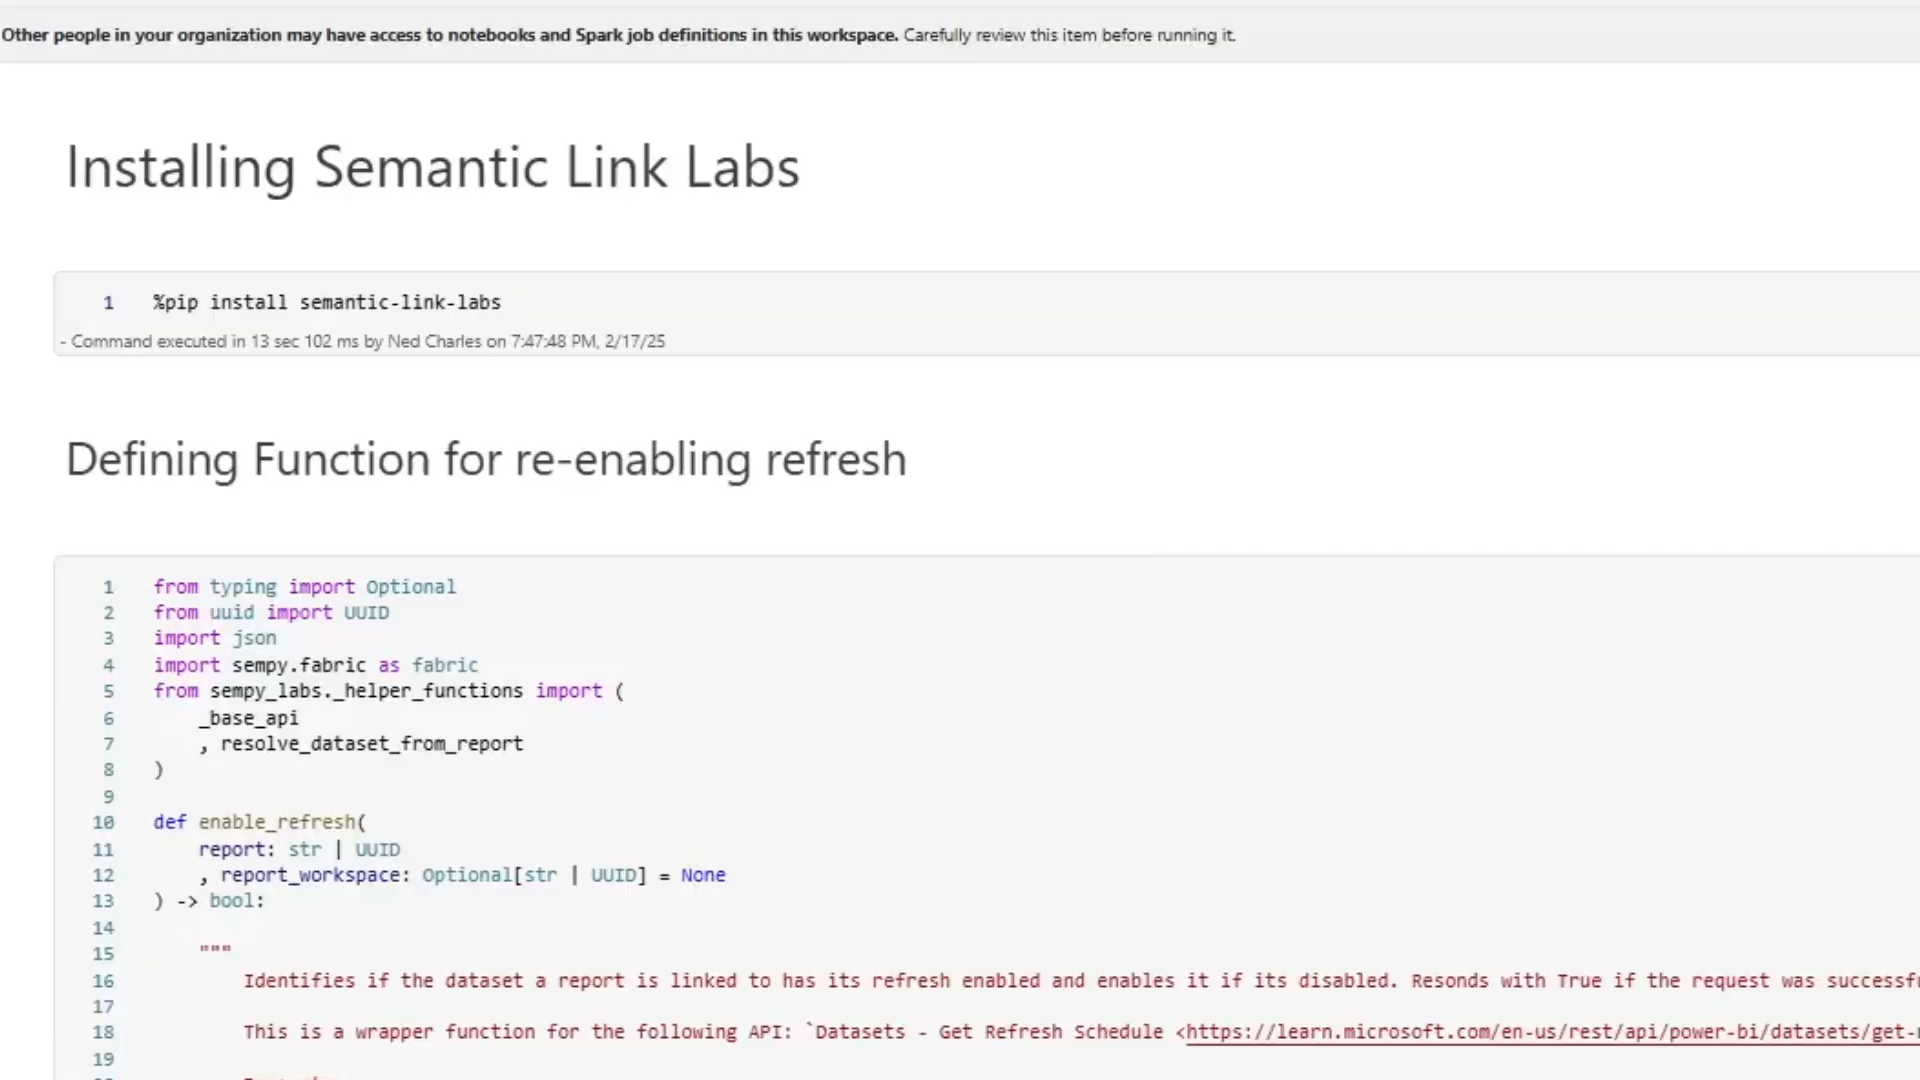 Other people in your organization may have access to notebooks and Spark job definitions in this workspace. Carefully review this item before running it.
Installing Semantic Link Labs
1 %pip install semantic-link-labs
- Command executed in 13 sec 102 ms by Ned Charles on 7:47:48 PM, 2/17/25
Defining Function for re-enabling refresh
1 from typing import Optional
2 from uuid import UUID
3 import json
4 import sempy.fabric as fabric
5 from sempy_labs._helper_functions import (
6 _base_api
7 , resolve_dataset_from_report
8 )
9
10 def enable_refresh(
11 report: str | UUID
12 , report_workspace: Optional[str | UUID] = None
13 ) -> bool:
14
15 """
16 Identifies if the dataset a report is linked to has its refresh enabled and enables it if its disabled. Resonds with True if the request was successf
17
18 This is a wrapper function for the following API: `Datasets - Get Refresh Schedule <https://learn.microsoft.com/en-us/rest/api/power-bi/datasets/get-
19